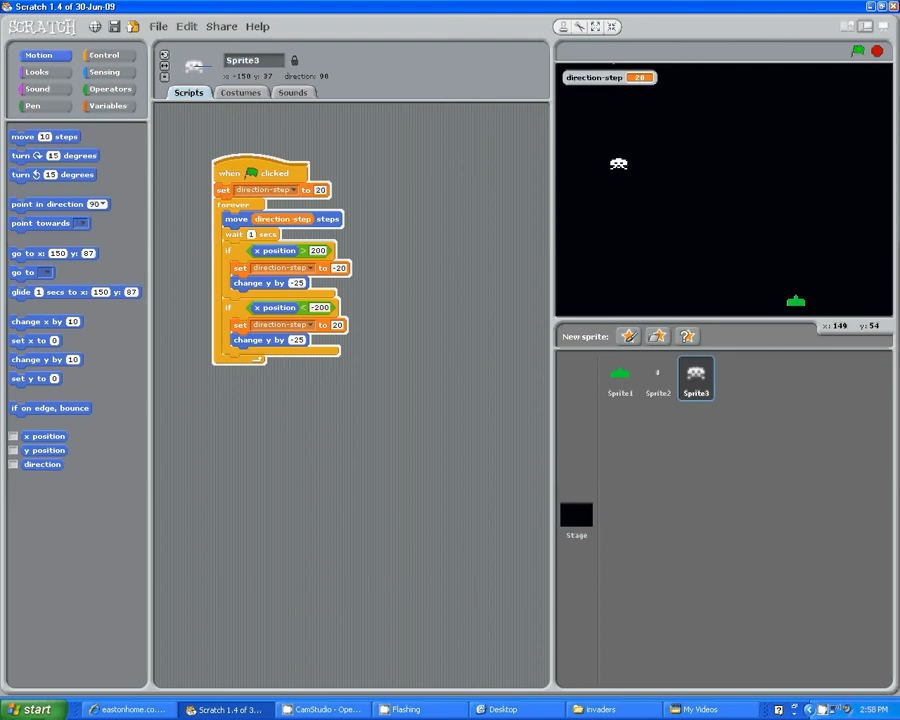 Scratch 1.4 of 30-Jun-09
SCRATCH File Edit Share Help
Motion Control
Looks Sensing
Sound Operators
Pen Variables
move 10 steps
turn 15 degrees
turn 15 degrees
point in direction 90
point towards
go to x: 150 y: 87
go to
glide 1 secs to x: 150 y: 87
change x by 10
set x to 0
change y by 10
set y to 0
if on edge, bounce
x position
y position
direction
Sprite3
x: -150 y: 37 direction: 90
Scripts Costumes Sounds
when clicked
set direction-step to 20
forever
move direction-step steps
wait 1 secs
if x position > 200
set direction-step to -20
change y by -25
if x position < -200
set direction-step to 20
change y by -25
direction-step 20
x: 149 y: 54
New sprite:
Sprite1 Sprite2 Sprite3
Stage
start eastonhome.co.... Scratch 1.4 of 3... CamStudio - Ope... Flashing Desktop invaders My Videos 2:58 PM